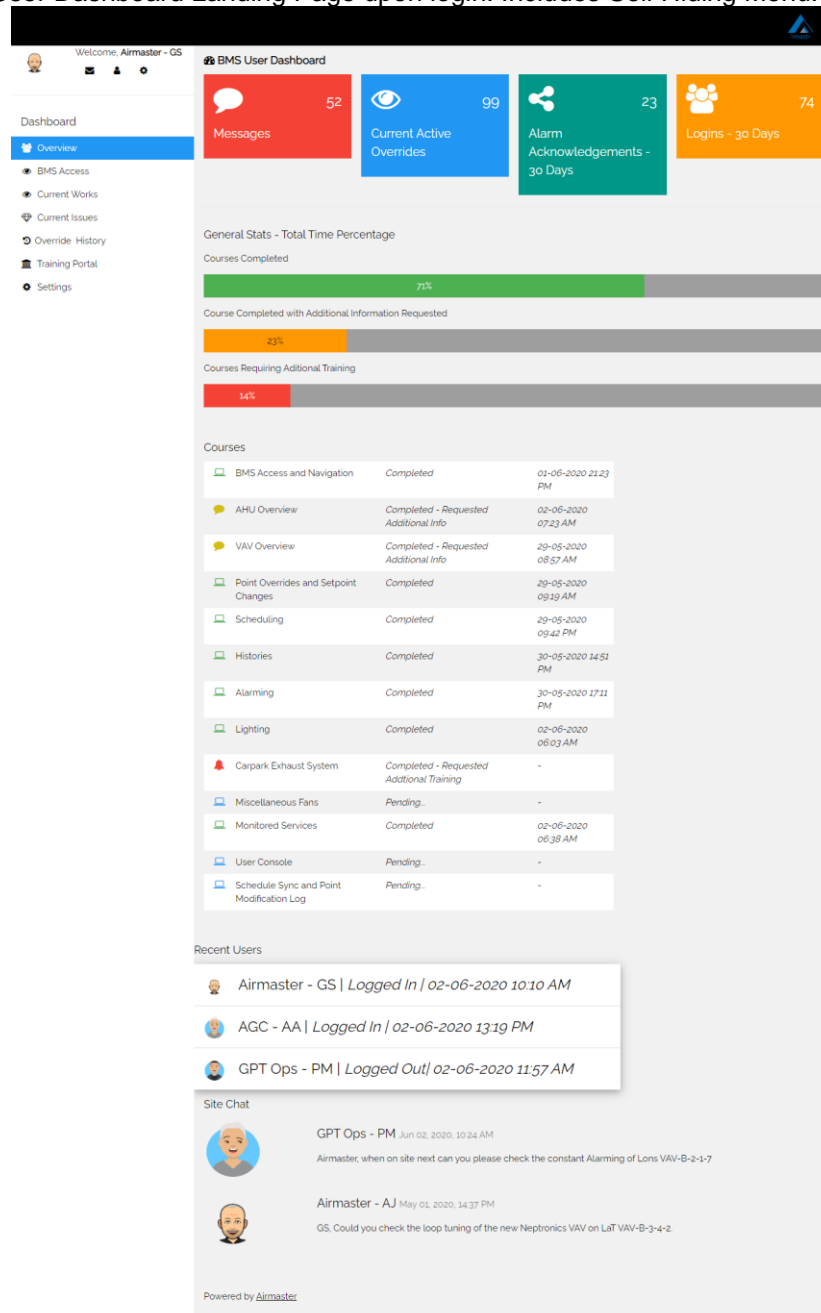 User Dashboard Landing Page upon login. Includes Self Hiding Menu.
Welcome, Airmaster - GS
Dashboard
Overview
BMS Access
Current Works
Current Issues
Override History
Training Portal
Settings
BMS User Dashboard
52
Messages
99
Current Active
Overrides
23
Alarm
Acknowledgements -
30 Days
74
Logins - 30 Days
General Stats - Total Time Percentage
Courses Completed
71%
Course Completed with Additional Information Requested
23%
Courses Requiring Aditional Training
14%
Courses
BMS Access and Navigation Completed 01-06-2020 21:23
PM
AHU Overview Completed - Requested 02-06-2020
Additional Info 07:23 AM
VAV Overview Completed - Requested 29-05-2020
Additional Info 08:57 AM
Point Overrides and Setpoint Completed 29-05-2020
Changes 09:19 AM
Scheduling Completed 29-05-2020
09:42 PM
Histories Completed 30-05-2020 14:51
PM
Alarming Completed 30-05-2020 17:11
PM
Lighting Completed 02-06-2020
06:03 AM
Carpark Exhaust System Completed - Requested -
Addtional Training
Miscellaneous Fans Pending... -
Monitored Services Completed 02-06-2020
06:38 AM
User Console Pending... -
Schedule Sync and Point Pending... -
Modification Log
Recent Users
Airmaster - GS | Logged In | 02-06-2020 10:10 AM
AGC - AA | Logged In | 02-06-2020 13:19 PM
GPT Ops - PM | Logged Out| 02-06-2020 11:57 AM
Site Chat
GPT Ops - PM Jun 02, 2020, 10:24 AM
Airmaster, when on site next can you please check the constant Alarming of Lons VAV-B-2-1-7
Airmaster - AJ May 01, 2020, 14:37 PM
GS, Could you check the loop tuning of the new Neptronics VAV on LaT VAV-B-3-4-2.
Powered by Airmaster